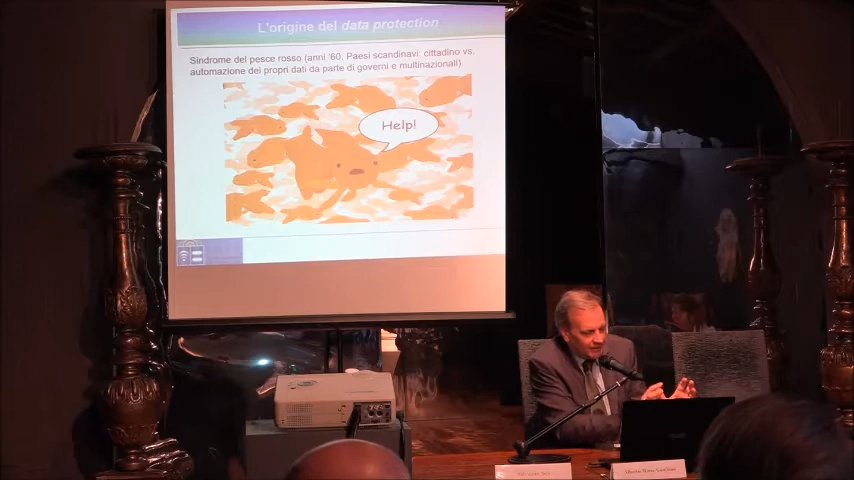 L'origine del data protection
Sindrome del pesce rosso (anni '60, Paesi scandinavi: cittadino vs.
automazione dei propri dati da parte di governi e multinazionali)
Help!